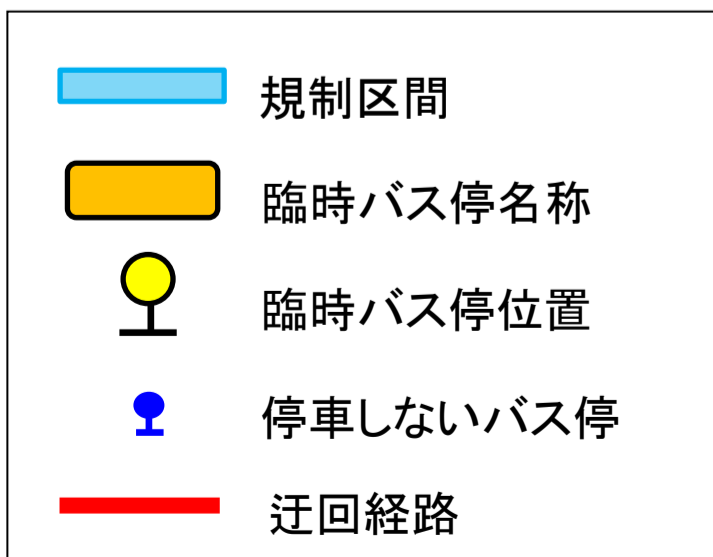 規制区間
臨時バス停名称
臨時バス停位置
停車しないバス停
迂回経路